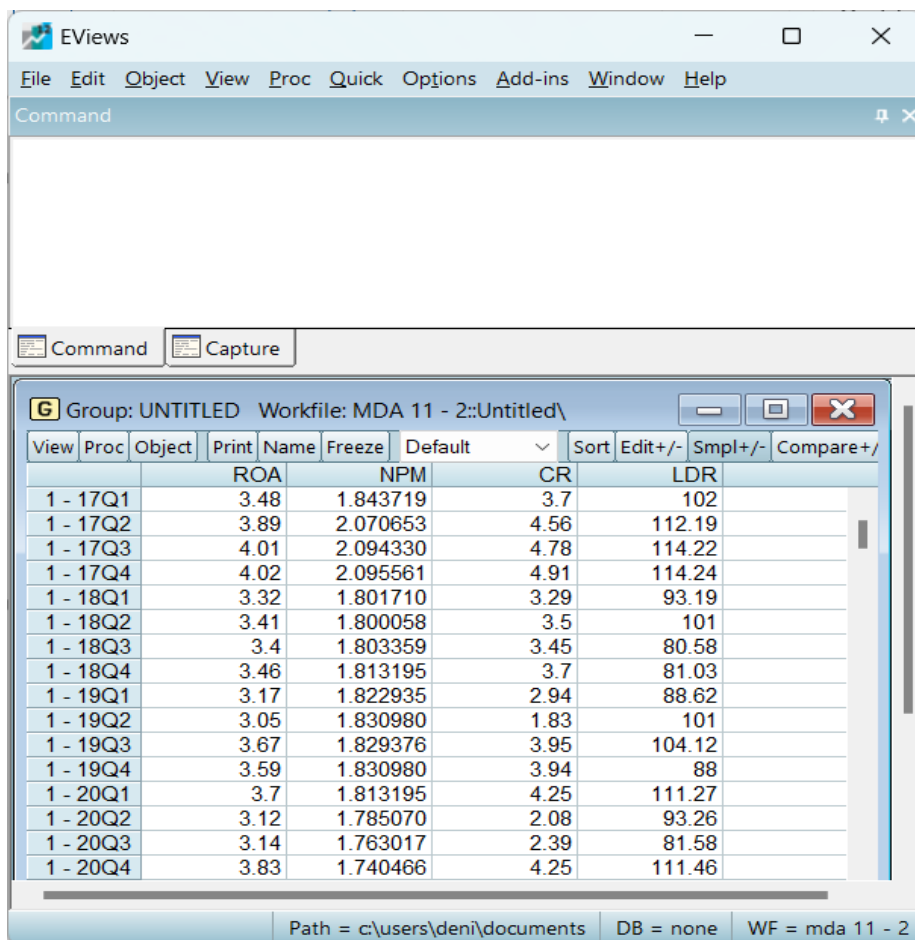 EViews
File Edit Object View Proc Quick Options Add-ins Window Help
Command
Command Capture
G Group: UNTITLED Workfile: MDA 11 - 2::Untitled\
View Proc Object Print Name Freeze Default Sort Edit+/- Smpl+/- Compare+/
ROA NPM CR LDR
1 - 17Q1 3.48 1.843719 3.7 102
1 - 17Q2 3.89 2.070653 4.56 112.19
1 - 17Q3 4.01 2.094330 4.78 114.22
1 - 17Q4 4.02 2.095561 4.91 114.24
1 - 18Q1 3.32 1.801710 3.29 93.19
1 - 18Q2 3.41 1.800058 3.5 101
1 - 18Q3 3.4 1.803359 3.45 80.58
1 - 18Q4 3.46 1.813195 3.7 81.03
1 - 19Q1 3.17 1.822935 2.94 88.62
1 - 19Q2 3.05 1.830980 1.83 101
1 - 19Q3 3.67 1.829376 3.95 104.12
1 - 19Q4 3.59 1.830980 3.94 88
1 - 20Q1 3.7 1.813195 4.25 111.27
1 - 20Q2 3.12 1.785070 2.08 93.26
1 - 20Q3 3.14 1.763017 2.39 81.58
1 - 20Q4 3.83 1.740466 4.25 111.46
Path = c:\users\deni\documents DB = none WF = mda 11 - 2